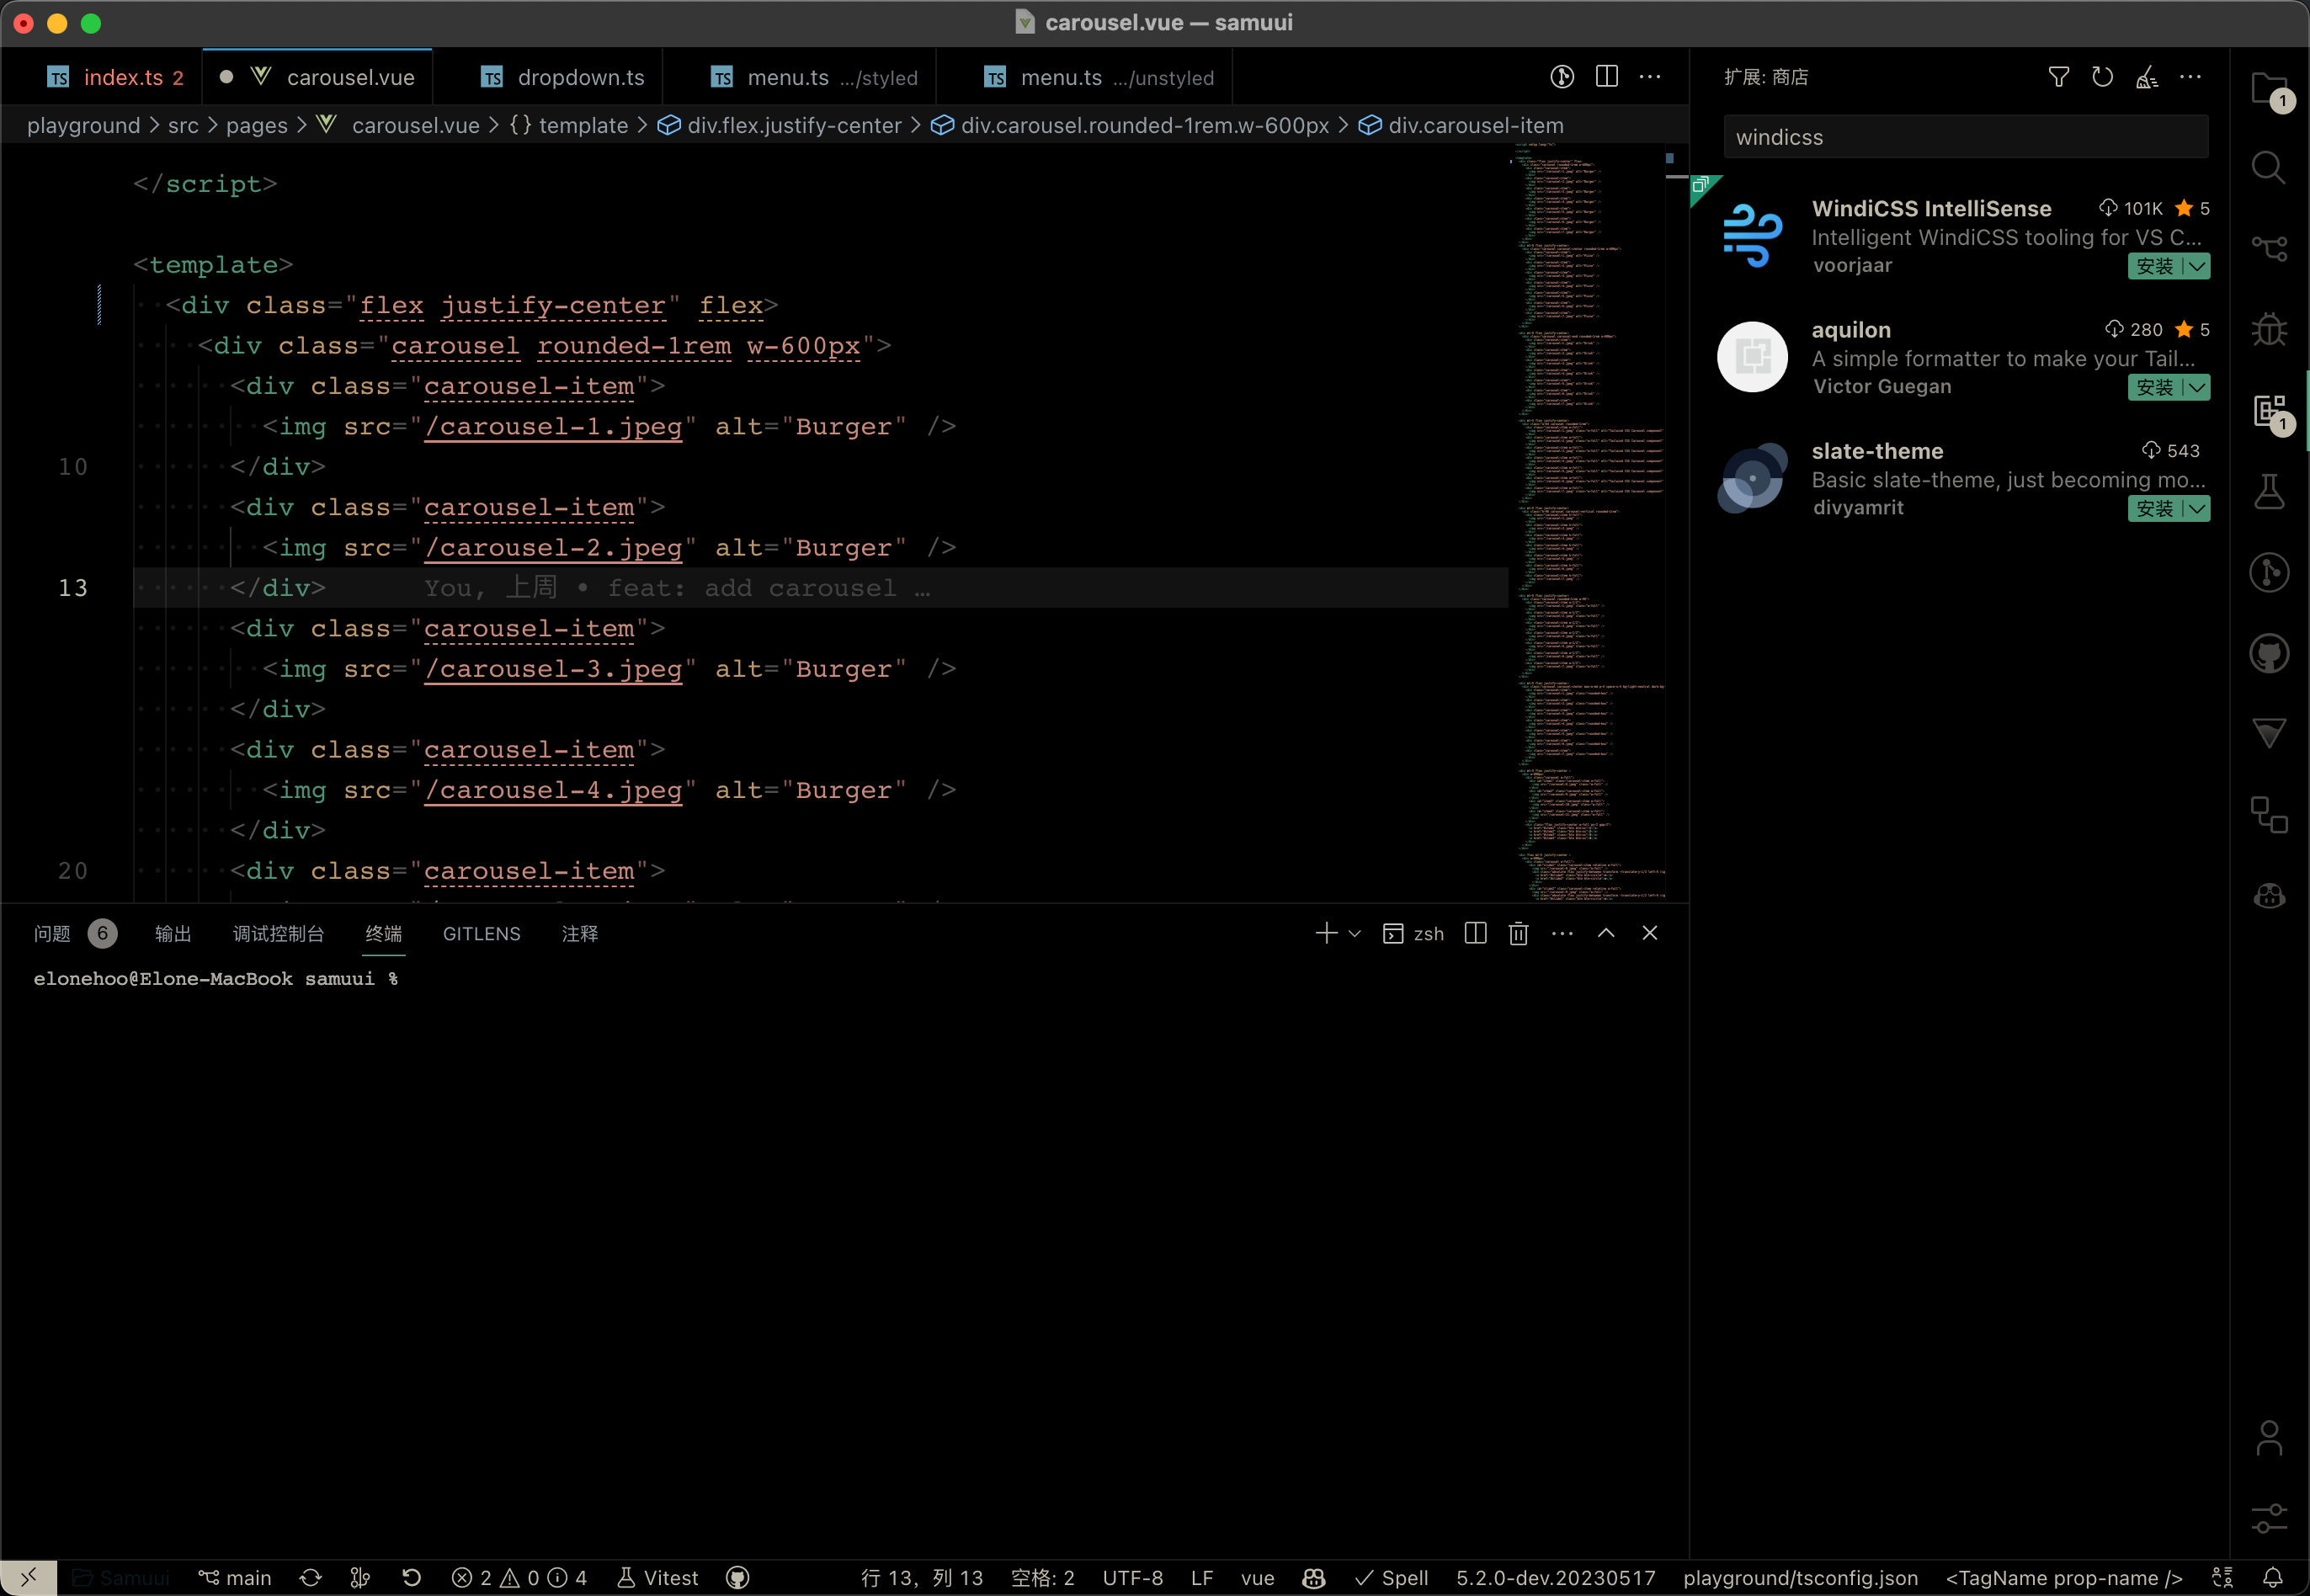 carousel.vue — samuui
index.ts 2
carousel.vue
dropdown.ts
menu.ts .../styled
menu.ts .../unstyled
playground > src > pages > carousel.vue > {} template > div.flex.justify-center > div.carousel.rounded-1rem.w-600px > div.carousel-item
</script>
<template>
<div class="flex justify-center" flex>
<div class="carousel rounded-1rem w-600px">
<div class="carousel-item">
<img src="/carousel-1.jpeg" alt="Burger" />
10 </div>
<div class="carousel-item">
<img src="/carousel-2.jpeg" alt="Burger" />
13 </div> You, 上周 • feat: add carousel …
<div class="carousel-item">
<img src="/carousel-3.jpeg" alt="Burger" />
</div>
<div class="carousel-item">
<img src="/carousel-4.jpeg" alt="Burger" />
</div>
20 <div class="carousel-item">
扩展: 商店
windicss
WindiCSS IntelliSense 101K 5
Intelligent WindiCSS tooling for VS C...
voorjaar 安装
aquilon 280 5
A simple formatter to make your Tail...
Victor Guegan 安装
slate-theme 543
Basic slate-theme, just becoming mo...
divyamrit 安装
1
1
问题 6 输出 调试控制台 终端 GITLENS 注释
zsh
elonehoo@Elone-MacBook samuui %
Samuui main 2 0 4 Vitest 行 13, 列 13 空格: 2 UTF-8 LF vue Spell 5.2.0-dev.20230517 playground/tsconfig.json <TagName prop-name />